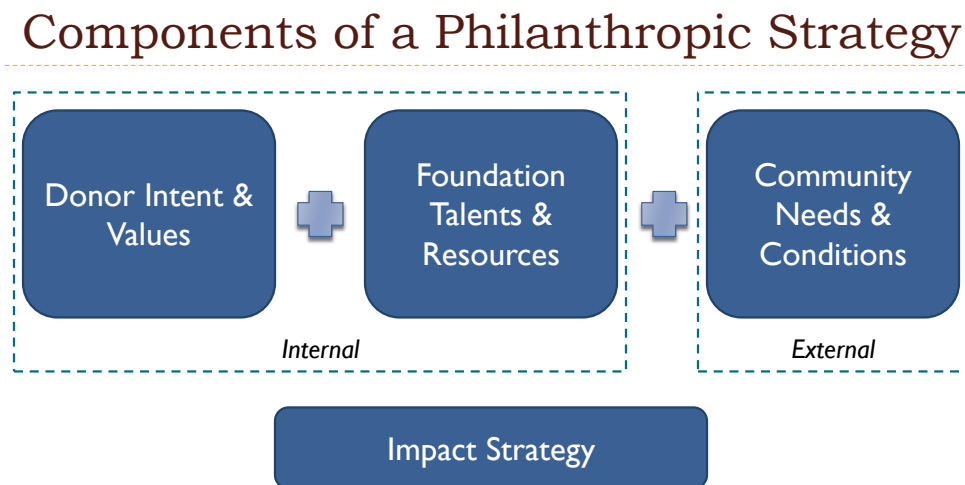 Components of a Philanthropic Strategy
Donor Intent &
Values
Foundation
Talents &
Resources
Community
Needs &
Conditions
Internal
External
Impact Strategy